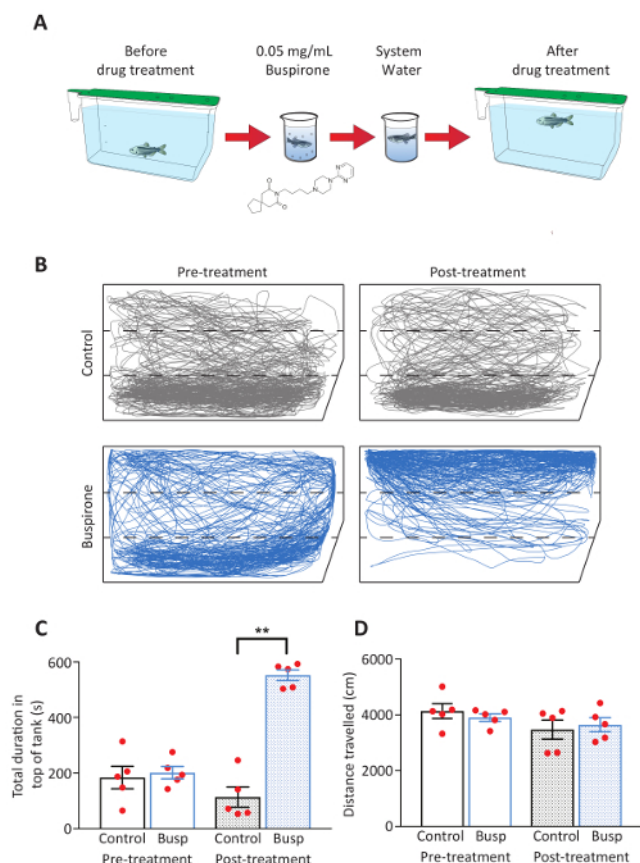 A
Before
drug treatment
0.05 mg/mL
Buspirone
System
Water
After
drug treatment
O
N
O
N
N
N
N
B
Pre-treatment
Post-treatment
Control
Buspirone
C
Total duration in
top of tank (s)
600
400
200
0
**
Control
Busp
Control
Busp
Pre-treatment
Post-treatment
D
Distance travelled (cm)
6000
4000
2000
0
Control
Busp
Control
Busp
Pre-treatment
Post-treatment